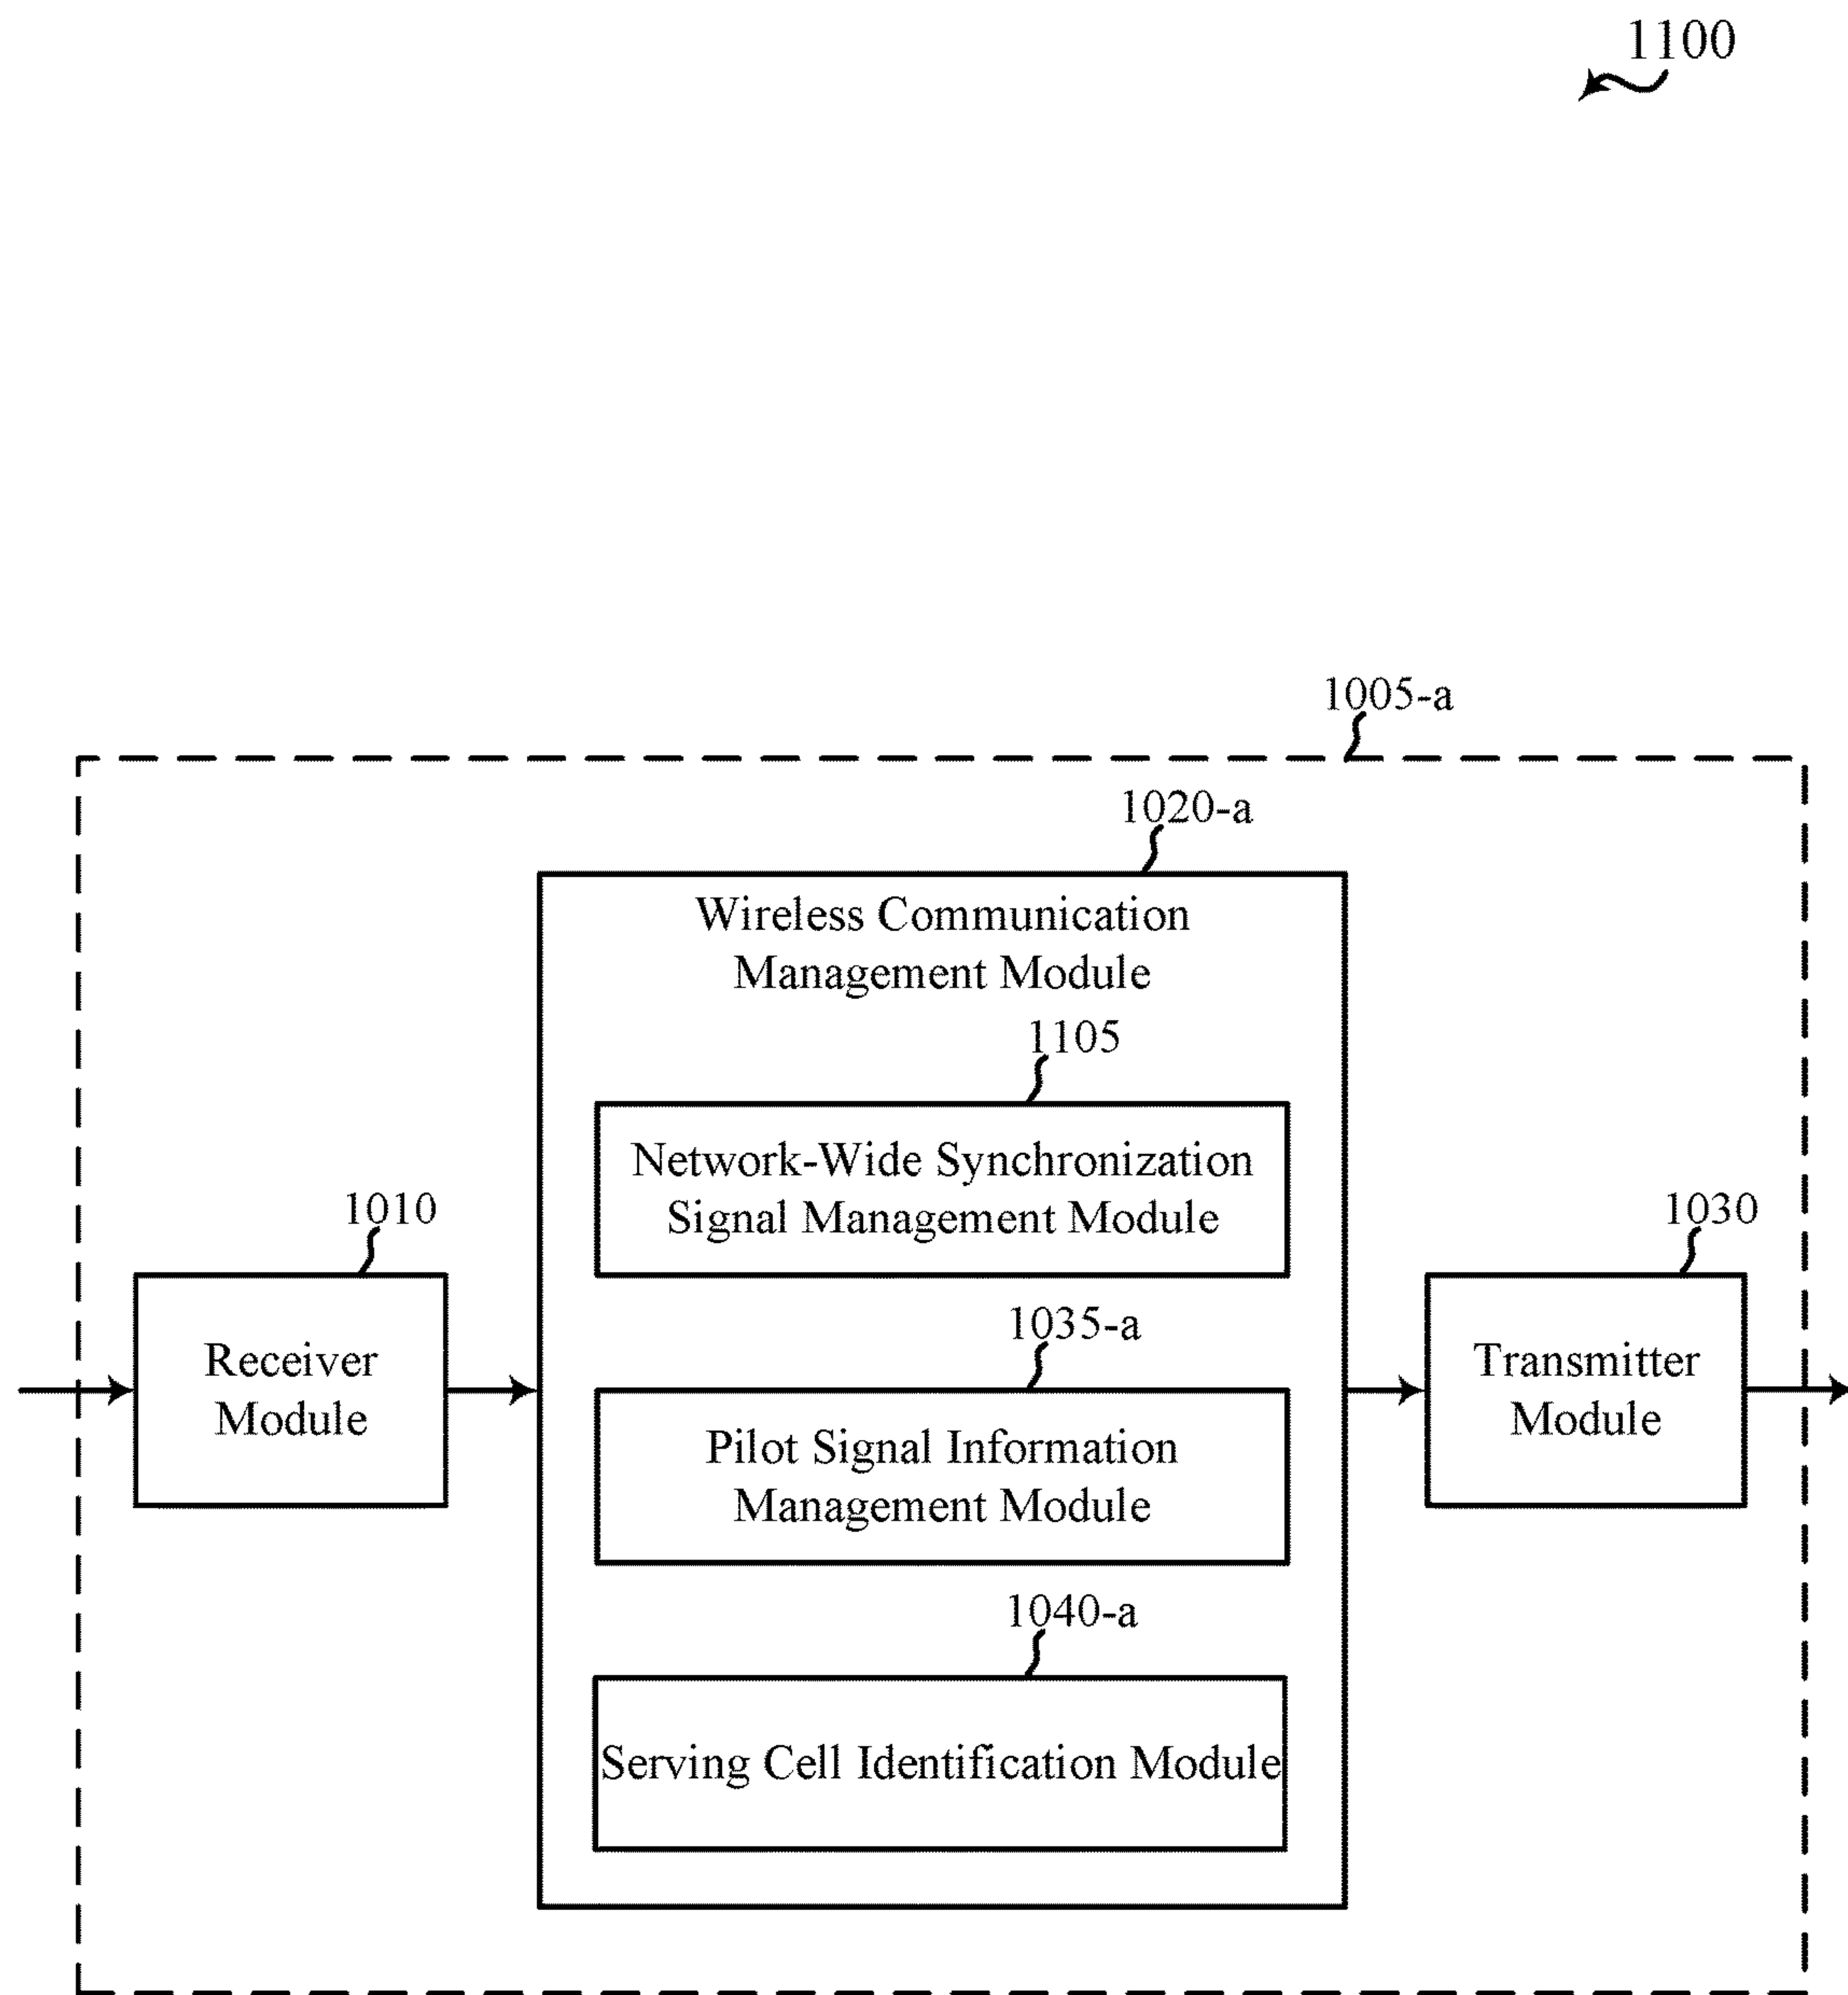 1100
1005-a
1020-a
Wireless Communication
Management Module
1105
Network-Wide Synchronization
Signal Management Module
1010
Receiver
Module
1030
Transmitter
Module
1035-a
Pilot Signal Information
Management Module
1040-a
Serving Cell Identification Module